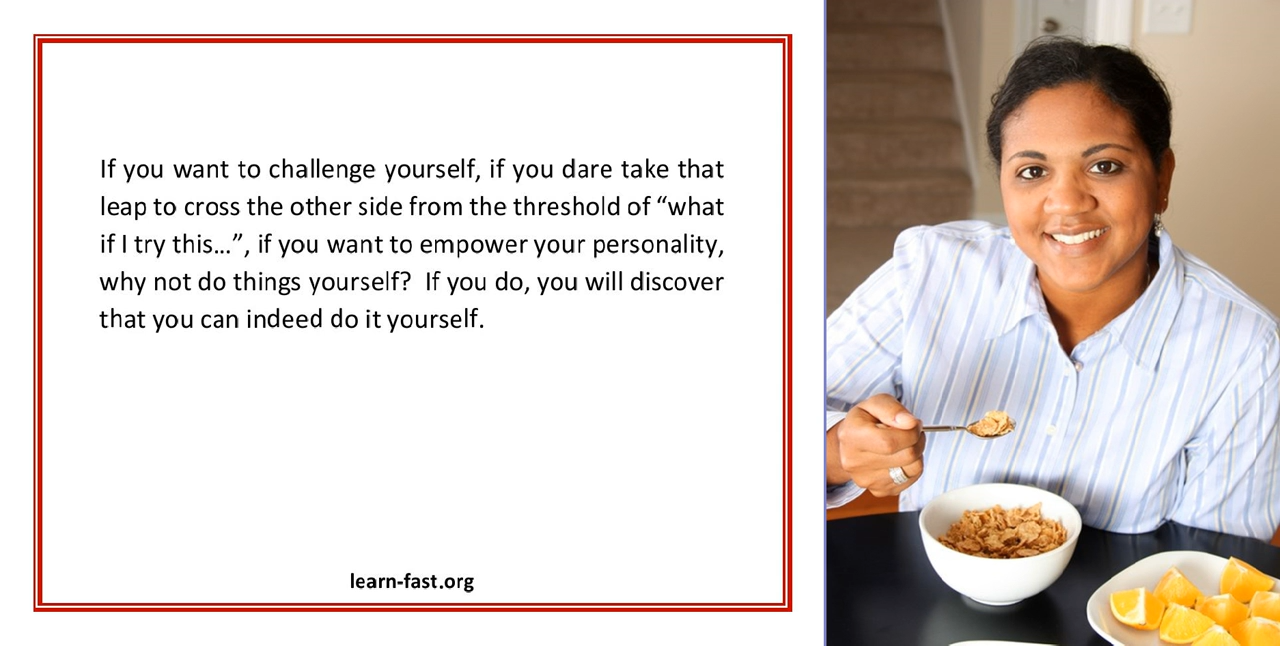 If you want to challenge yourself, if you dare take that
leap to cross the other side from the threshold of “what
if I try this…”, if you want to empower your personality,
why not do things yourself?  If you do, you will discover
that you can indeed do it yourself.
learn-fast.org